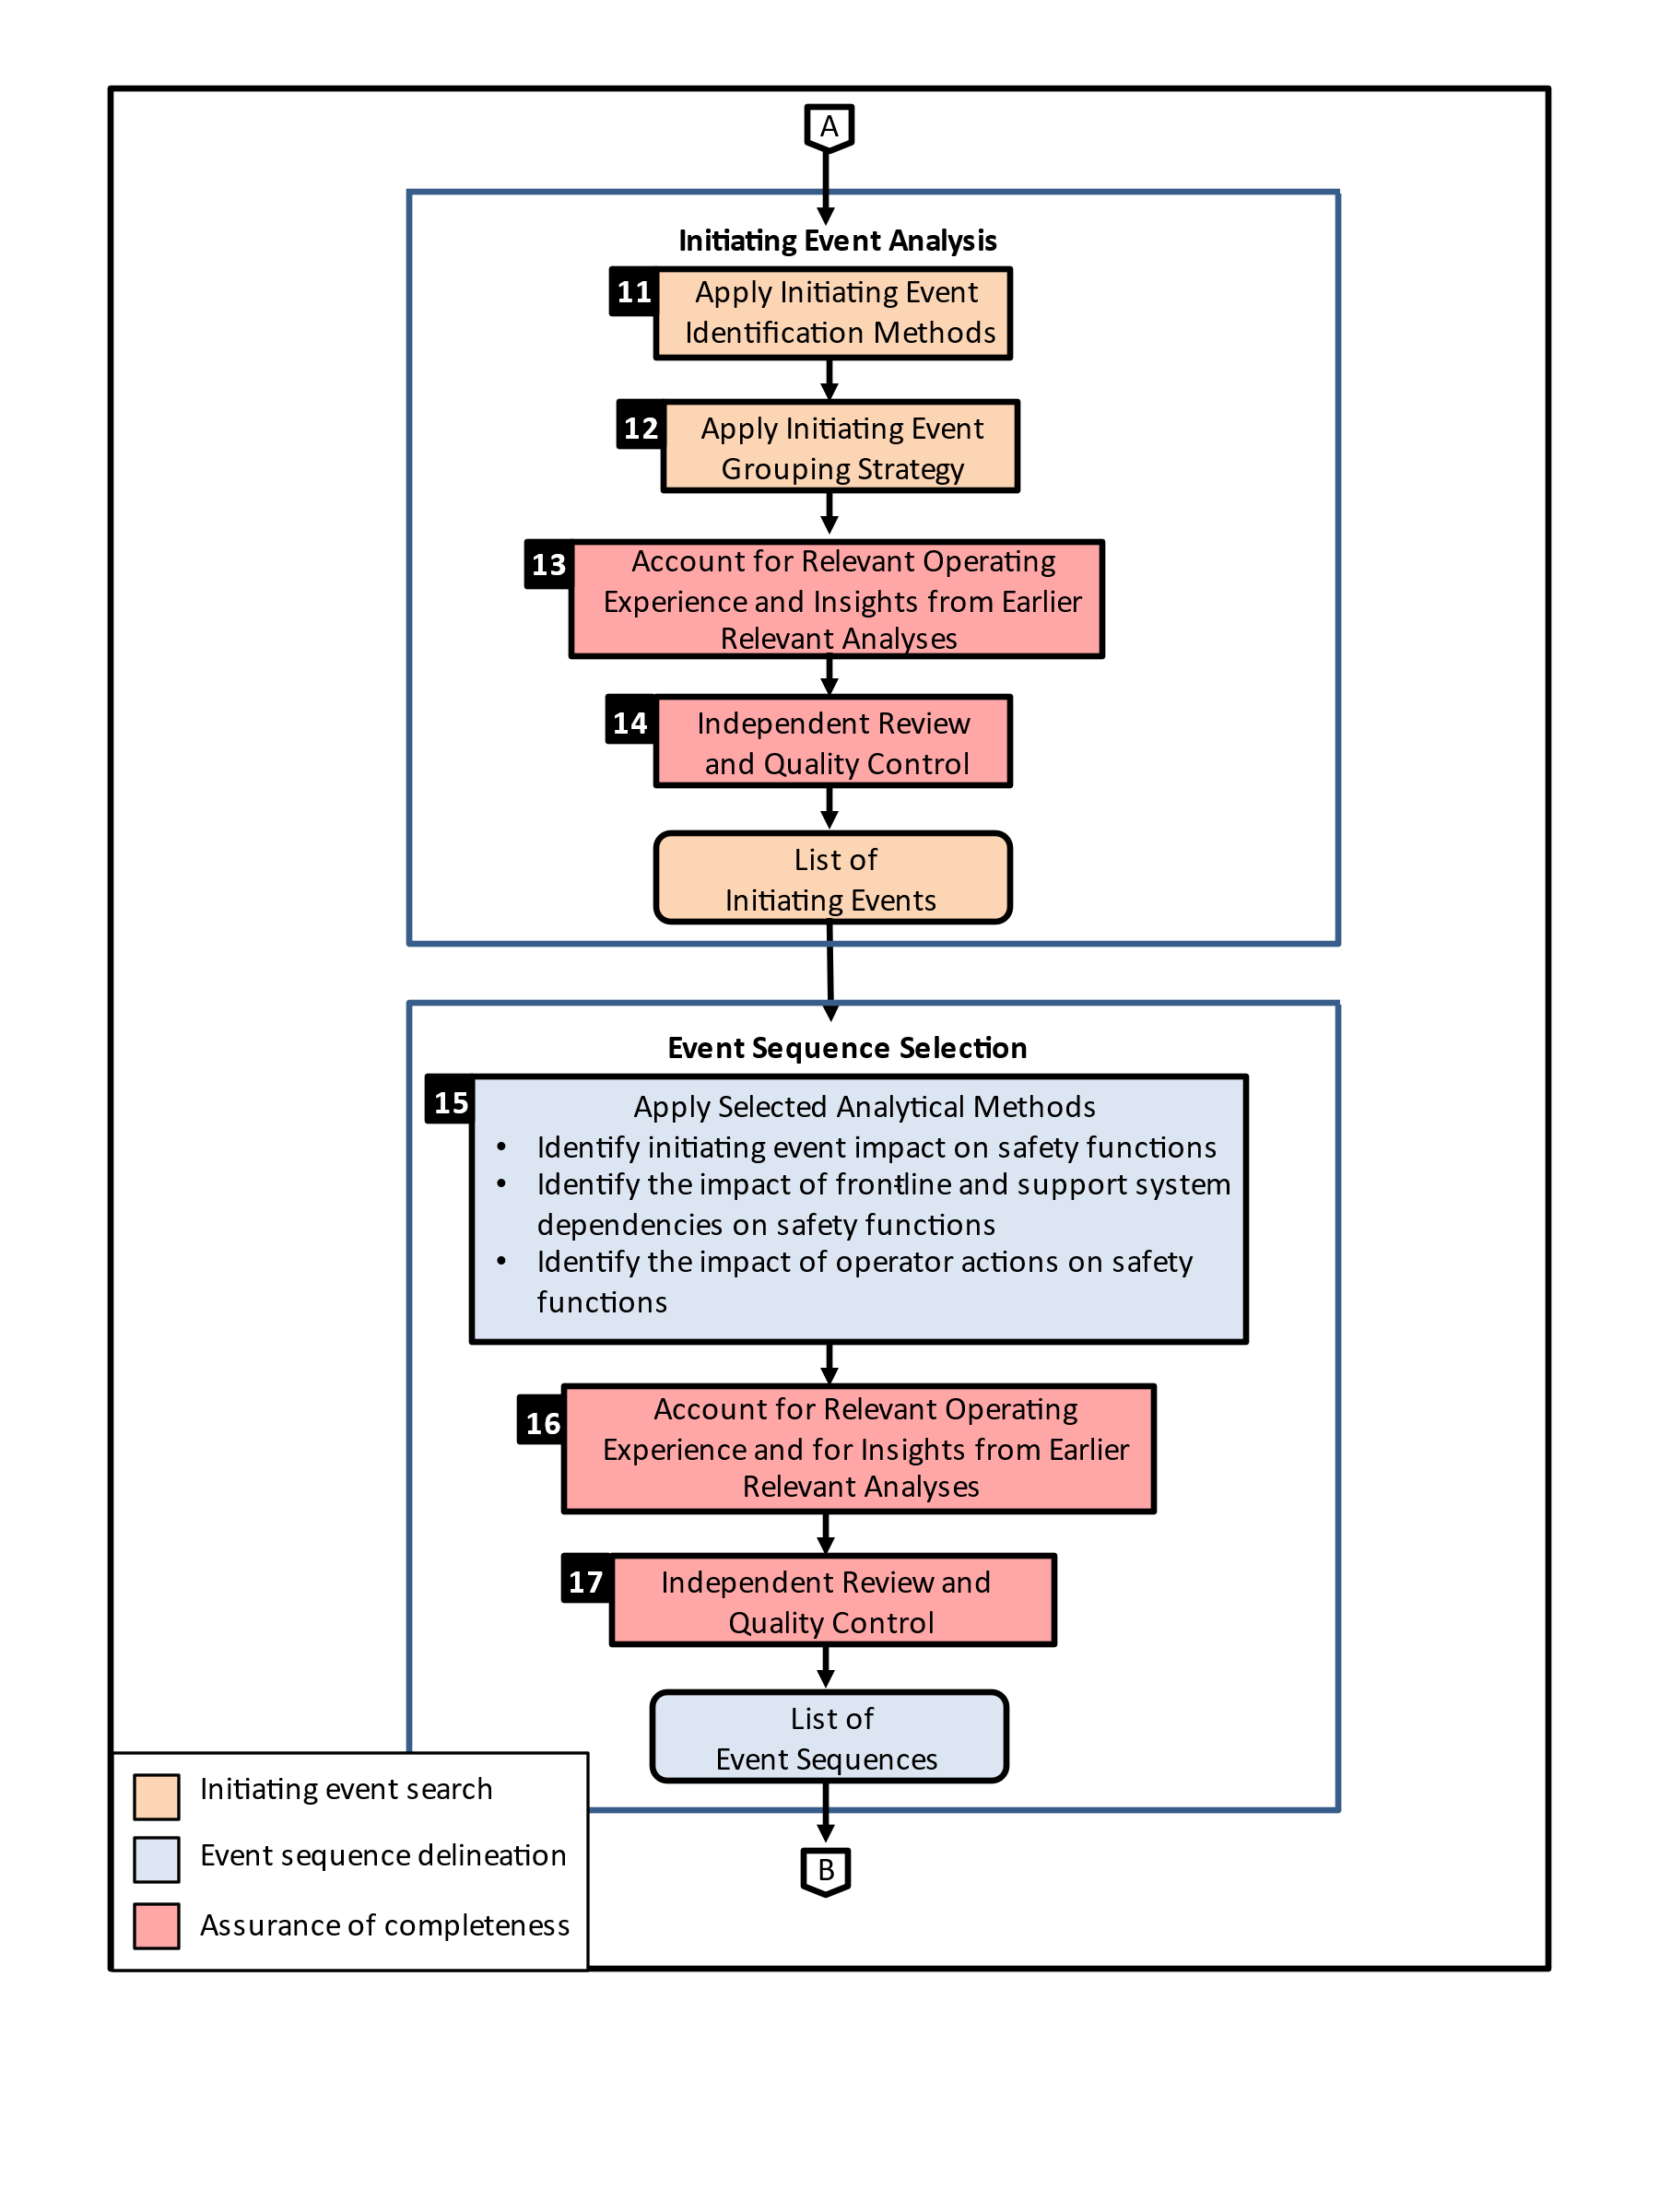 A
Initiating Event Analysis
11
Apply Initiating Event
Identification Methods
12
Apply Initiating Event
Grouping Strategy
13
Account for Relevant Operating
Experience and Insights from Earlier
Relevant Analyses
14
Independent Review
and Quality Control
List of
Initiating Events
Event Sequence Selection
15
Apply Selected Analytical Methods
• Identify initiating event impact on safety functions
• Identify the impact of front-line and support system
dependencies on safety functions
• Identify the impact of operator actions on safety
functions
16
Account for Relevant Operating
Experience and for Insights from Earlier
Relevant Analyses
17
Independent Review and
Quality Control
List of
Event Sequences
B
Initiating event search
Event sequence delineation
Assurance of completeness